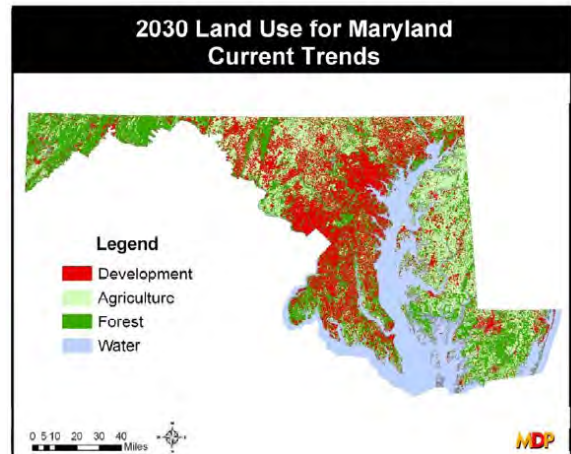 2030 Land Use for Maryland
Current Trends
Legend
Development
Agriculture
Forest
Water
0 5 10 20 30 40
Miles
MDP